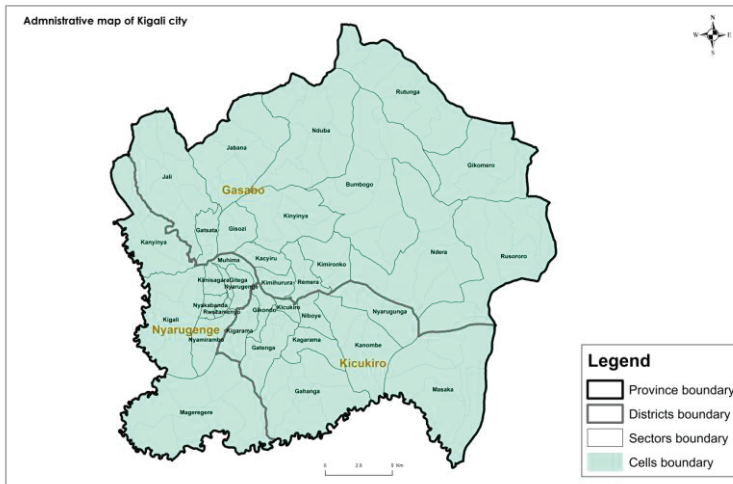 Admnistrative map of Kigali city
N
W E
S
Rutunga
Nduba
Jabana
Gikomero
Jali
Bumbogo
Gasabo
Kinyinya
Gatsata
Gisozi
Kanyinya
Ndera
Rusororo
Muhima
Kacyiru
Kimironko
Kimisagara
Gitega
Nyarugenge
Kimihurura
Remera
Nyakabanda
Rwezamenyo
Gikondo
Kicukiro
Niboye
Nyarugunga
Kigali
Nyarugenge
Kigarama
Nyamirambo
Gatenga
Kagarama
Kanombe
Kicukiro
Gahanga
Masaka
Mageregere
0 2.5 5 Km
Legend
Province boundary
Districts boundary
Sectors boundary
Cells boundary